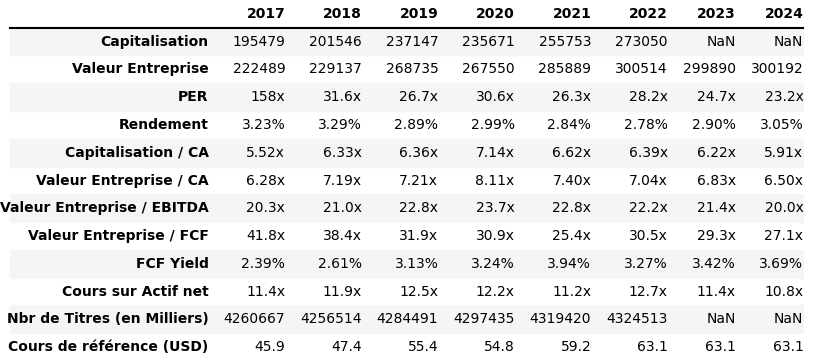 2017 2018 2019 2020 2021 2022 2023 2024
Capitalisation 195479 201546 237147 235671 255753 273050 NaN NaN
Valeur Entreprise 222489 229137 268735 267550 285889 300514 299890 300192
PER 158x 31.6x 26.7x 30.6x 26.3x 28.2x 24.7x 23.2x
Rendement 3.23% 3.29% 2.89% 2.99% 2.84% 2.78% 2.90% 3.05%
Capitalisation / CA 5.52x 6.33x 6.36x 7.14x 6.62x 6.39x 6.22x 5.91x
Valeur Entreprise / CA 6.28x 7.19x 7.21x 8.11x 7.40x 7.04x 6.83x 6.50x
Valeur Entreprise / EBITDA 20.3x 21.0x 22.8x 23.7x 22.8x 22.2x 21.4x 20.0x
Valeur Entreprise / FCF 41.8x 38.4x 31.9x 30.9x 25.4x 30.5x 29.3x 27.1x
FCF Yield 2.39% 2.61% 3.13% 3.24% 3.94% 3.27% 3.42% 3.69%
Cours sur Actif net 11.4x 11.9x 12.5x 12.2x 11.2x 12.7x 11.4x 10.8x
Nbr de Titres (en Milliers) 4260667 4256514 4284491 4297435 4319420 4324513 NaN NaN
Cours de référence (USD) 45.9 47.4 55.4 54.8 59.2 63.1 63.1 63.1